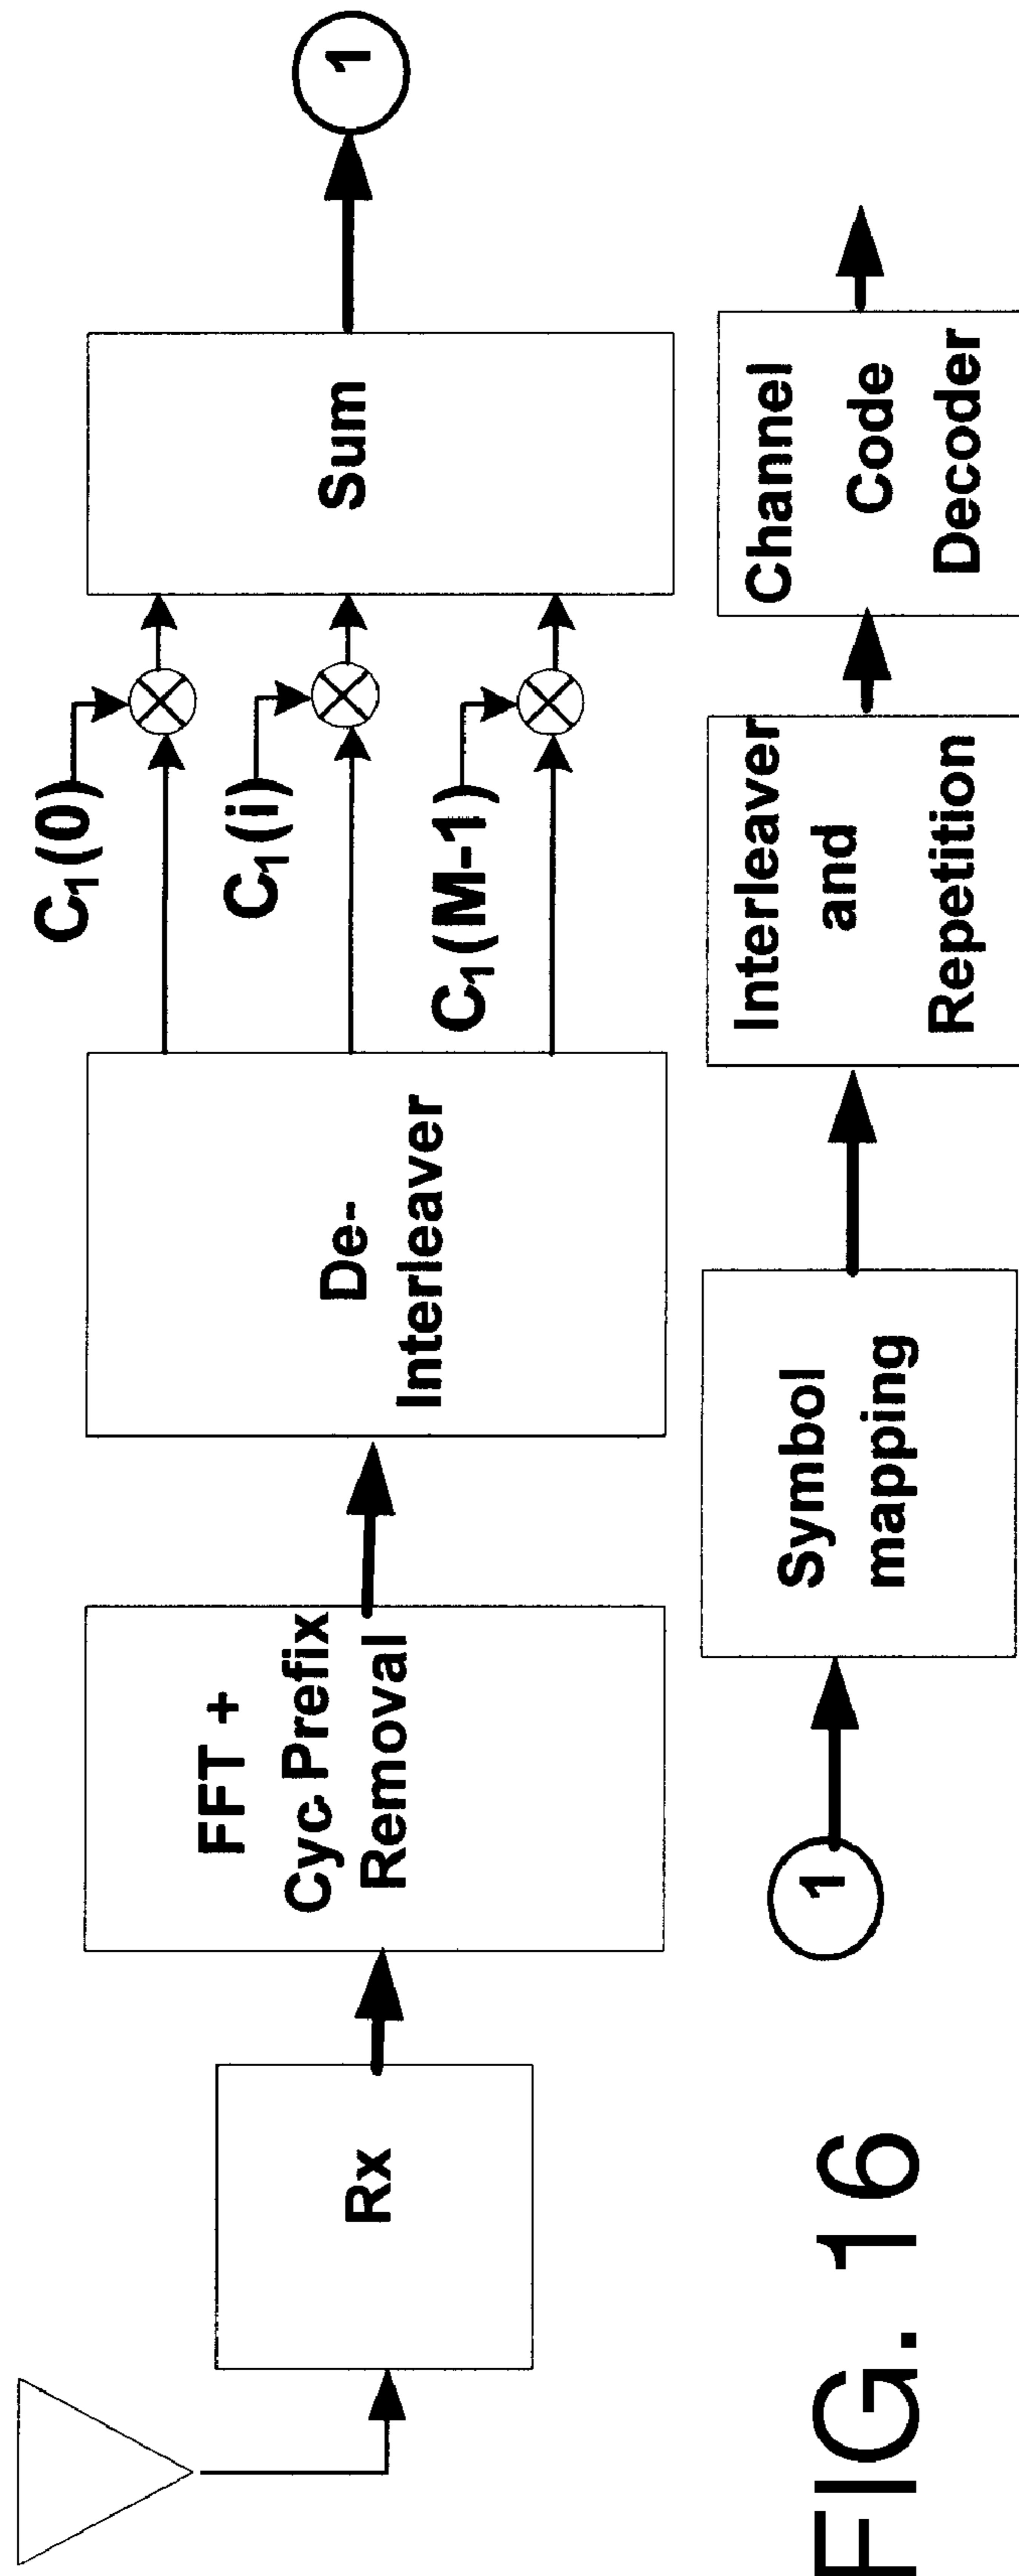 Rx
FFT +
Cyc Prefix
Removal
De-
Interleaver
C₁(0)
C₁(i)
C₁(M-1)
Sum
1
1
Symbol
mapping
Interleaver
and
Repetition
Channel
Code
Decoder
FIG. 16